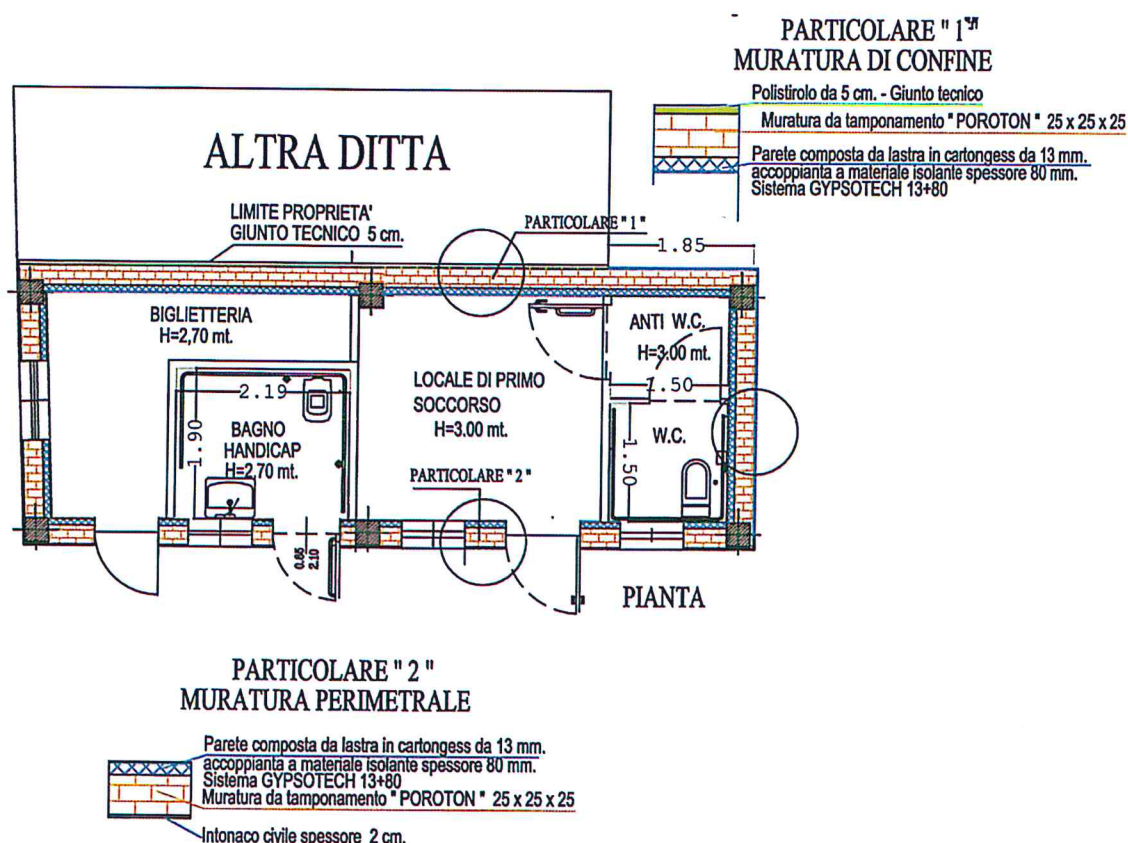 PARTICOLARE " 1 "
MURATURA DI CONFINE
Polistirolo da 5 cm. - Giunto tecnico
Muratura da tamponamento " POROTON " 25 x 25 x 25
Parete composta da lastra in cartongess da 13 mm.
accoppianta a materiale isolante spessore 80 mm.
Sistema GYPSOTECH 13+80
ALTRA DITTA
LIMITE PROPRIETA'
GIUNTO TECNICO 5 cm.
PARTICOLARE " 1 "
1.85
BIGLIETTERIA
H=2,70 mt.
ANTI W.C.
H=3.00 mt.
LOCALE DI PRIMO
SOCCORSO
H=3.00 mt.
2.19
1.50
1.90
BAGNO
HANDICAP
H=2,70 mt.
W.C.
1.50
PARTICOLARE " 2 "
0.85
2.10
PIANTA
PARTICOLARE " 2 "
MURATURA PERIMETRALE
Parete composta da lastra in cartongess da 13 mm.
accoppianta a materiale isolante spessore 80 mm.
Sistema GYPSOTECH 13+80
Muratura da tamponamento " POROTON " 25 x 25 x 25
Intonaco civile spessore 2 cm.